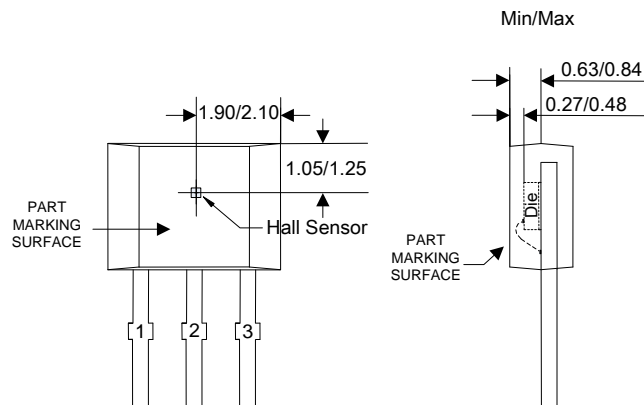 Min/Max
0.63/0.84
0.27/0.48
1.90/2.10
1.05/1.25
PART
MARKING
SURFACE
Hall Sensor
1
2
3
Die
PART
MARKING
SURFACE